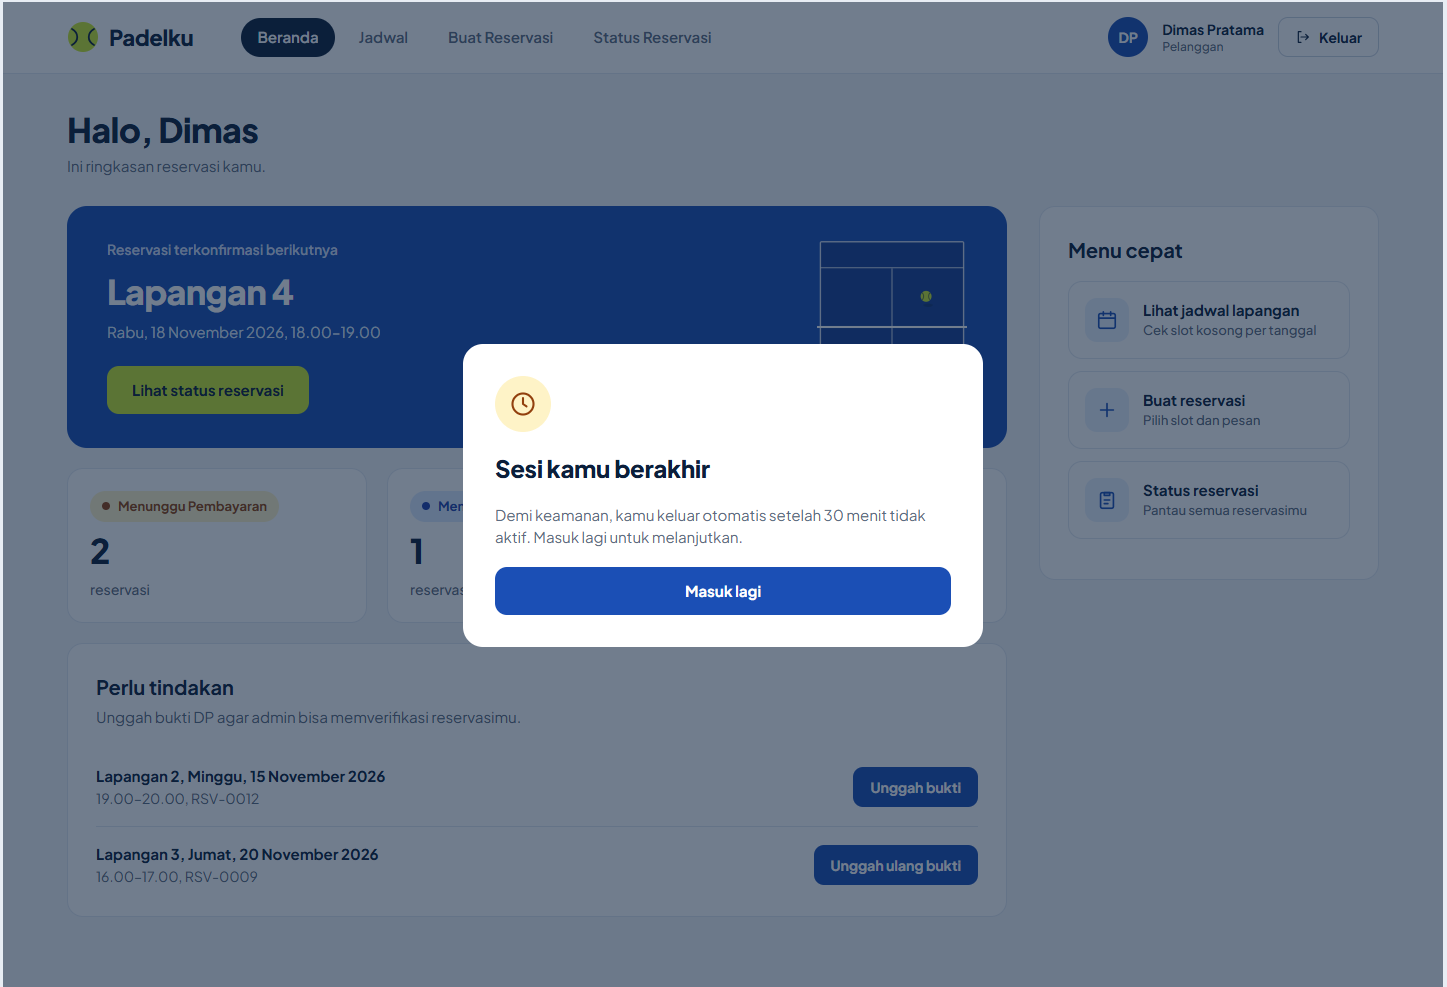 Padelku
Beranda
Jadwal
Buat Reservasi
Status Reservasi
DP
Dimas Pratama
Pelanggan
Keluar
Halo, Dimas
Ini ringkasan reservasi kamu.
Reservasi terkonfirmasi berikutnya
Lapangan 4
Rabu, 18 November 2026, 18.00–19.00
Lihat status reservasi
Menu cepat
Lihat jadwal lapangan
Cek slot kosong per tanggal
Buat reservasi
Pilih slot dan pesan
Status reservasi
Pantau semua reservasimu
Sesi kamu berakhir
Demi keamanan, kamu keluar otomatis setelah 30 menit tidak
aktif. Masuk lagi untuk melanjutkan.
Masuk lagi
Menunggu Pembayaran
2
reservasi
1
Perlu tindakan
Unggah bukti DP agar admin bisa memverifikasi reservasimu.
Lapangan 2, Minggu, 15 November 2026
19.00–20.00, RSV-0012
Unggah bukti
Lapangan 3, Jumat, 20 November 2026
16.00–17.00, RSV-0009
Unggah ulang bukti